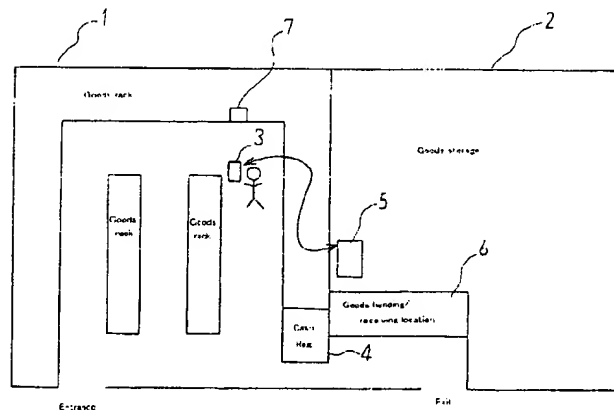 1
7
2
Goods rack
3
Goods storage
5
Goods
rack
Goods
rack
6
Goods handing/
receiving location
Cash
Reg
4
Entrance
Exit